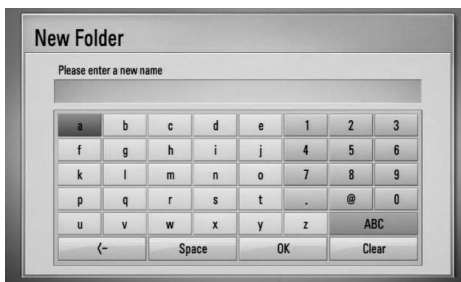 New Folder
Please enter a new name
a b c d e 1 2 3
f g h i j 4 5 6
k l m n o 7 8 9
p q r s t . @ 0
u v w x y z ABC
<- Space OK Clear